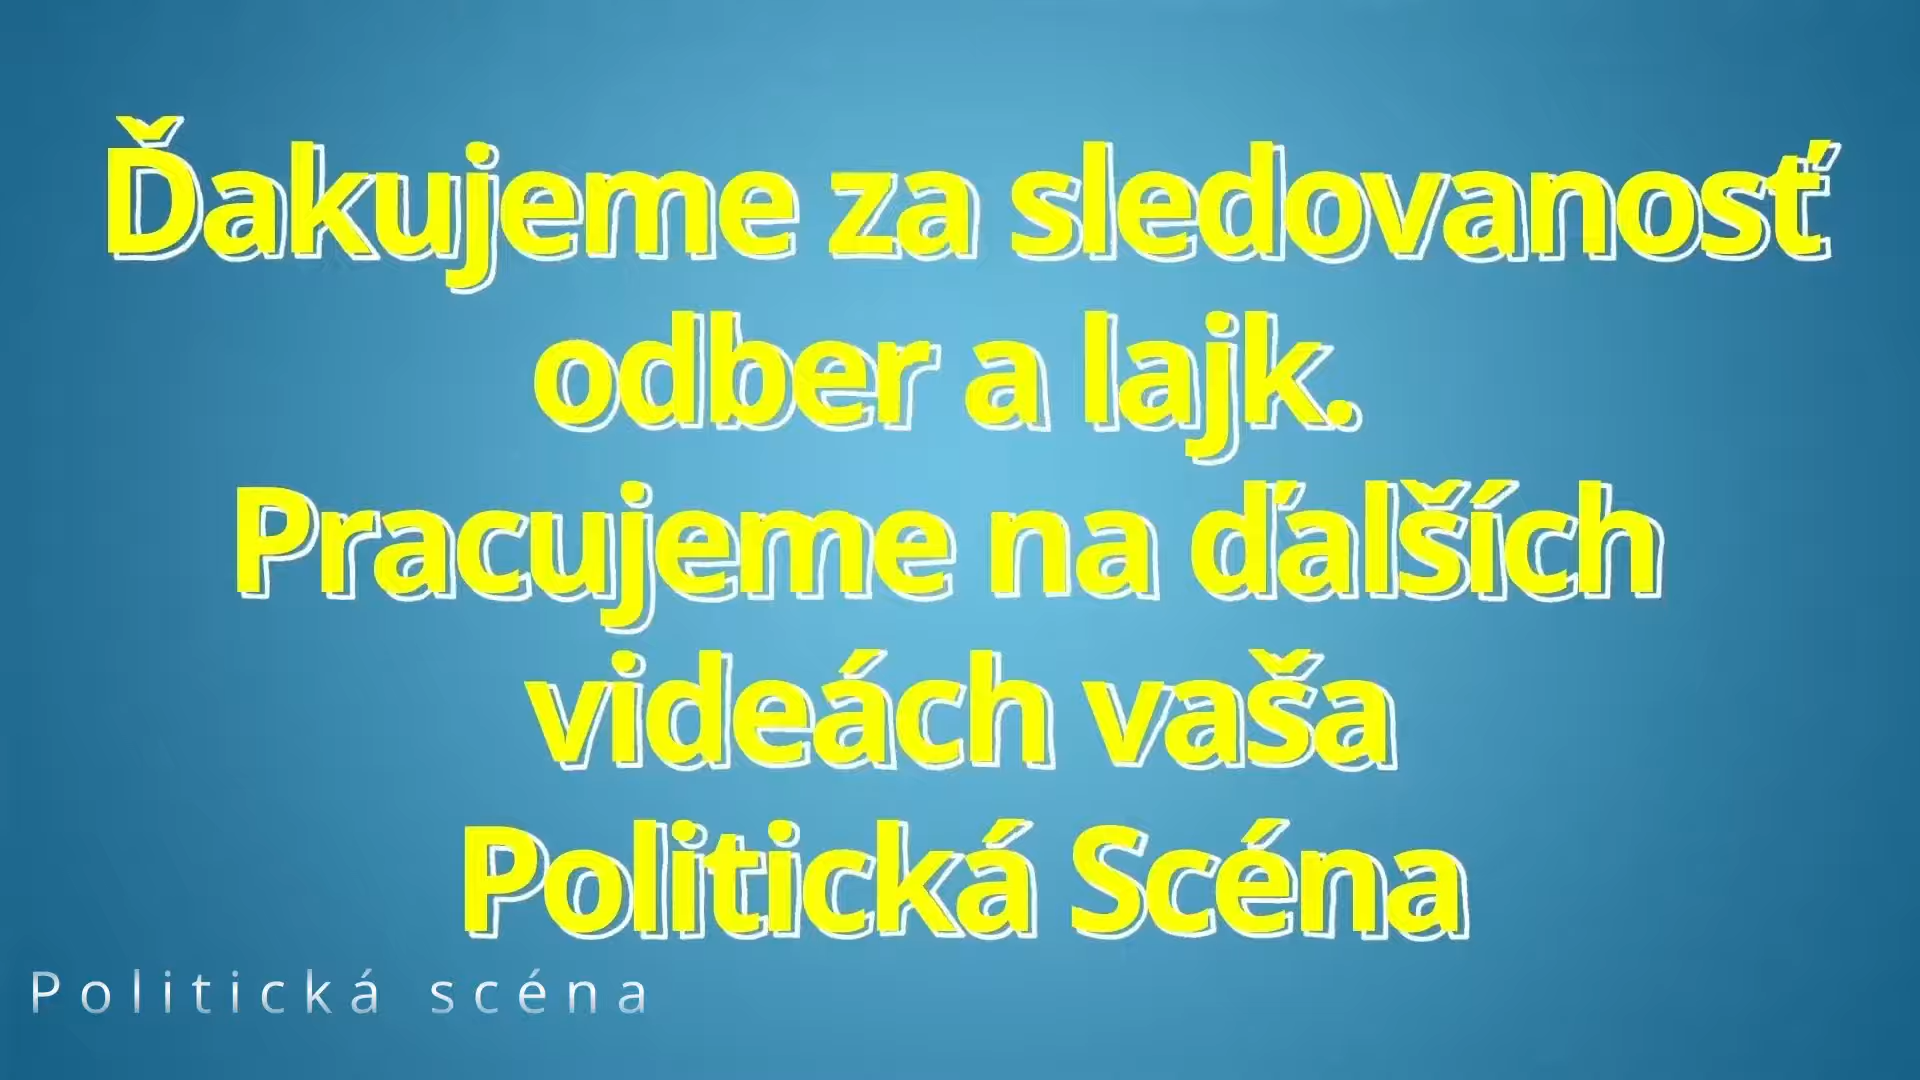 Ďakujeme za sledovanosť
odber a lajk.
Pracujeme na ďalších
videách vaša
Politická Scéna
Politická scéna